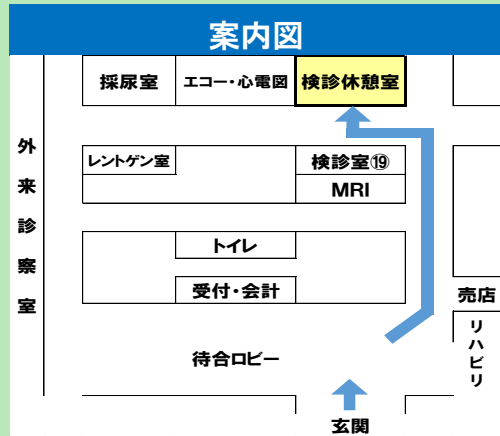 案内図
採尿室
エコー・心電図
検診休憩室
外来診察室
レントゲン室
検診室⑲
MRI
トイレ
受付・会計
売店
リハビリ
待合ロビー
玄関